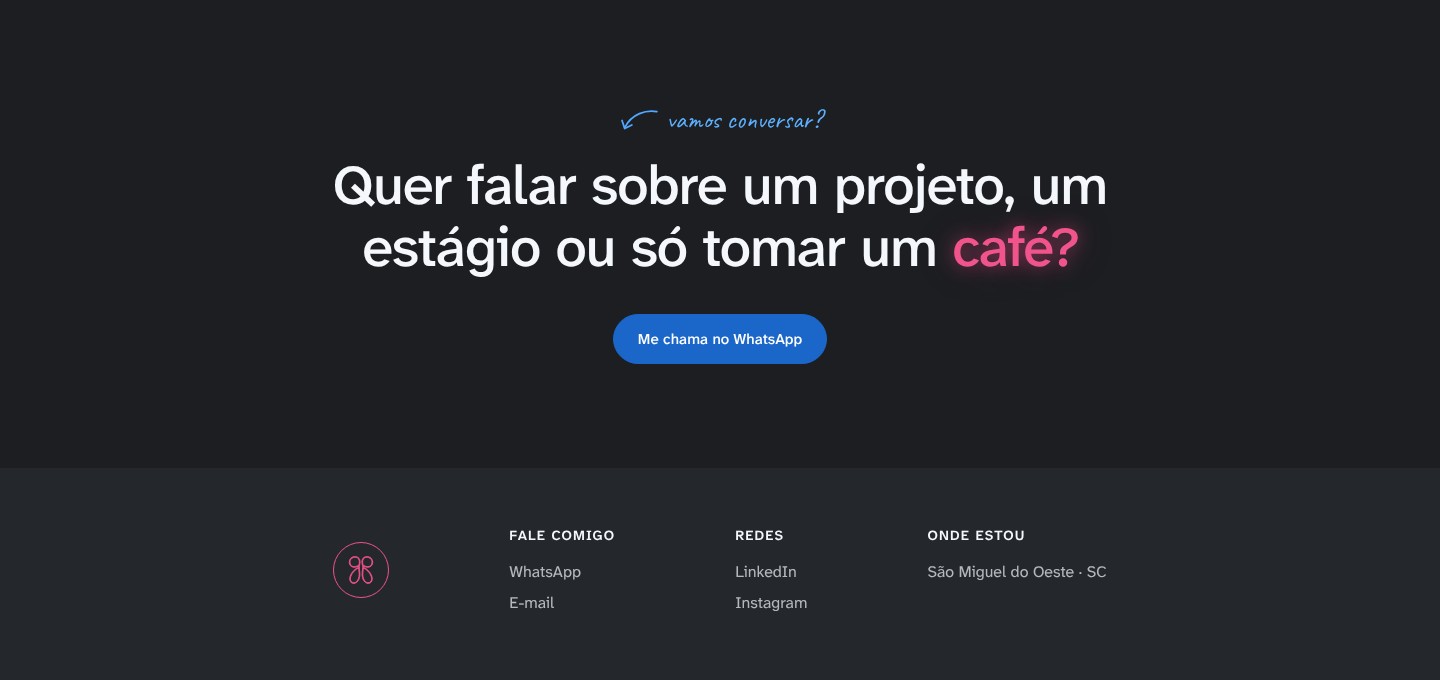 vamos conversar?
Quer falar sobre um projeto, um
estágio ou só tomar um café?
Me chama no WhatsApp
FALE COMIGO
WhatsApp
E-mail
REDES
LinkedIn
Instagram
ONDE ESTOU
São Miguel do Oeste · SC